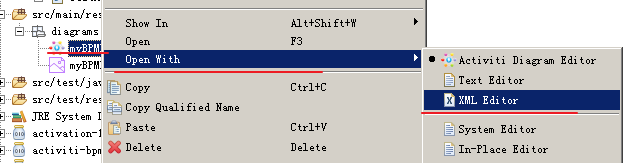 src/main/res
diagrams
myBPM
myBPM
src/test/jav
src/test/res
JRE System I
activation-1
activiti-bpm
Show In Alt+Shift+W
Open F3
Open With
Copy Ctrl+C
Copy Qualified Name
Paste Ctrl+V
Delete Delete
Activiti Diagram Editor
Text Editor
XML Editor
System Editor
In-Place Editor